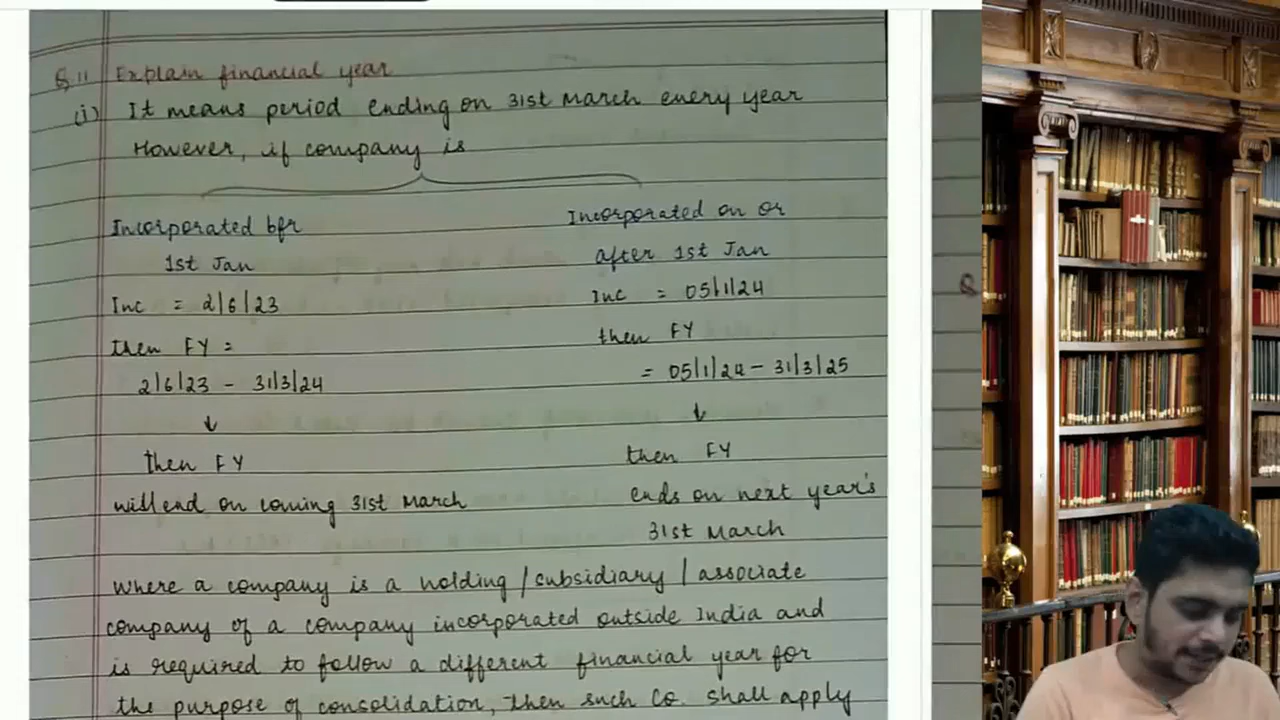 Q.11 Explain financial year
(i) It means period ending on 31st March every year
However, if company is
Incorporated bfr
1st Jan
Inc = 2/6/23
then FY =
2/6/23 - 31/3/24
↓
then FY
will end on coming 31st March
Incorporated on or
after 1st Jan
Inc = 05/1/24
then FY
= 05/1/24 - 31/3/25
↓
then FY
ends on next year's
31st March
where a company is a holding/subsidiary/associate
company of a company incorporated outside India and
is required to follow a different financial year for
the purpose of consolidation, then such Co. shall apply
Q